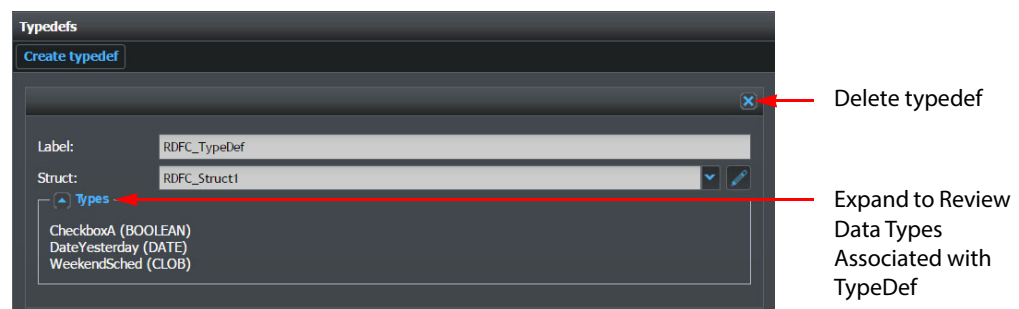 Typedefs
Create typedef
Delete typedef
Label:
RDFC_TypeDef
Struct:
RDFC_Struct1
Types
Expand to Review
Data Types
Associated with
TypeDef
CheckboxA (BOOLEAN)
DateYesterday (DATE)
WeekendSched (CLOB)